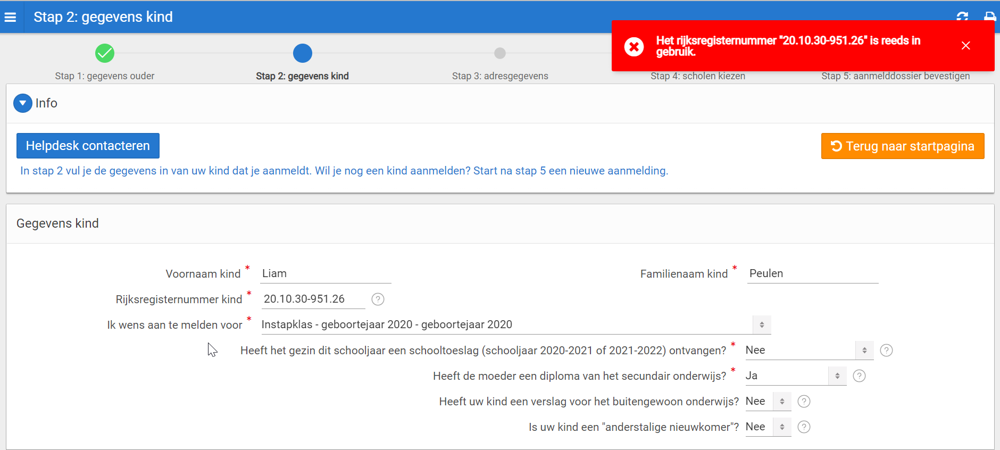 Stap 2: gegevens kind
Het rijksregisternummer "20.10.30-951.26" is reeds in
gebruik.
Stap 1: gegevens ouder
Stap 2: gegevens kind
Stap 3: adresgegevens
Stap 4: scholen kiezen
Stap 5: aanmelddossier bevestigen
Info
Helpdesk contacteren
Terug naar startpagina
In stap 2 vul je de gegevens in van uw kind dat je aanmeldt. Wil je nog een kind aanmelden? Start na stap 5 een nieuwe aanmelding.
Gegevens kind
Voornaam kind * Liam
Familienaam kind * Peulen
Rijksregisternummer kind * 20.10.30-951.26 ?
Ik wens aan te melden voor * Instapklas - geboortejaar 2020 - geboortejaar 2020
Heeft het gezin dit schooljaar een schooltoeslag (schooljaar 2020-2021 of 2021-2022) ontvangen? * Nee ?
Heeft de moeder een diploma van het secundair onderwijs? * Ja ?
Heeft uw kind een verslag voor het buitengewoon onderwijs? Nee ?
Is uw kind een "anderstalige nieuwkomer"? Nee ?